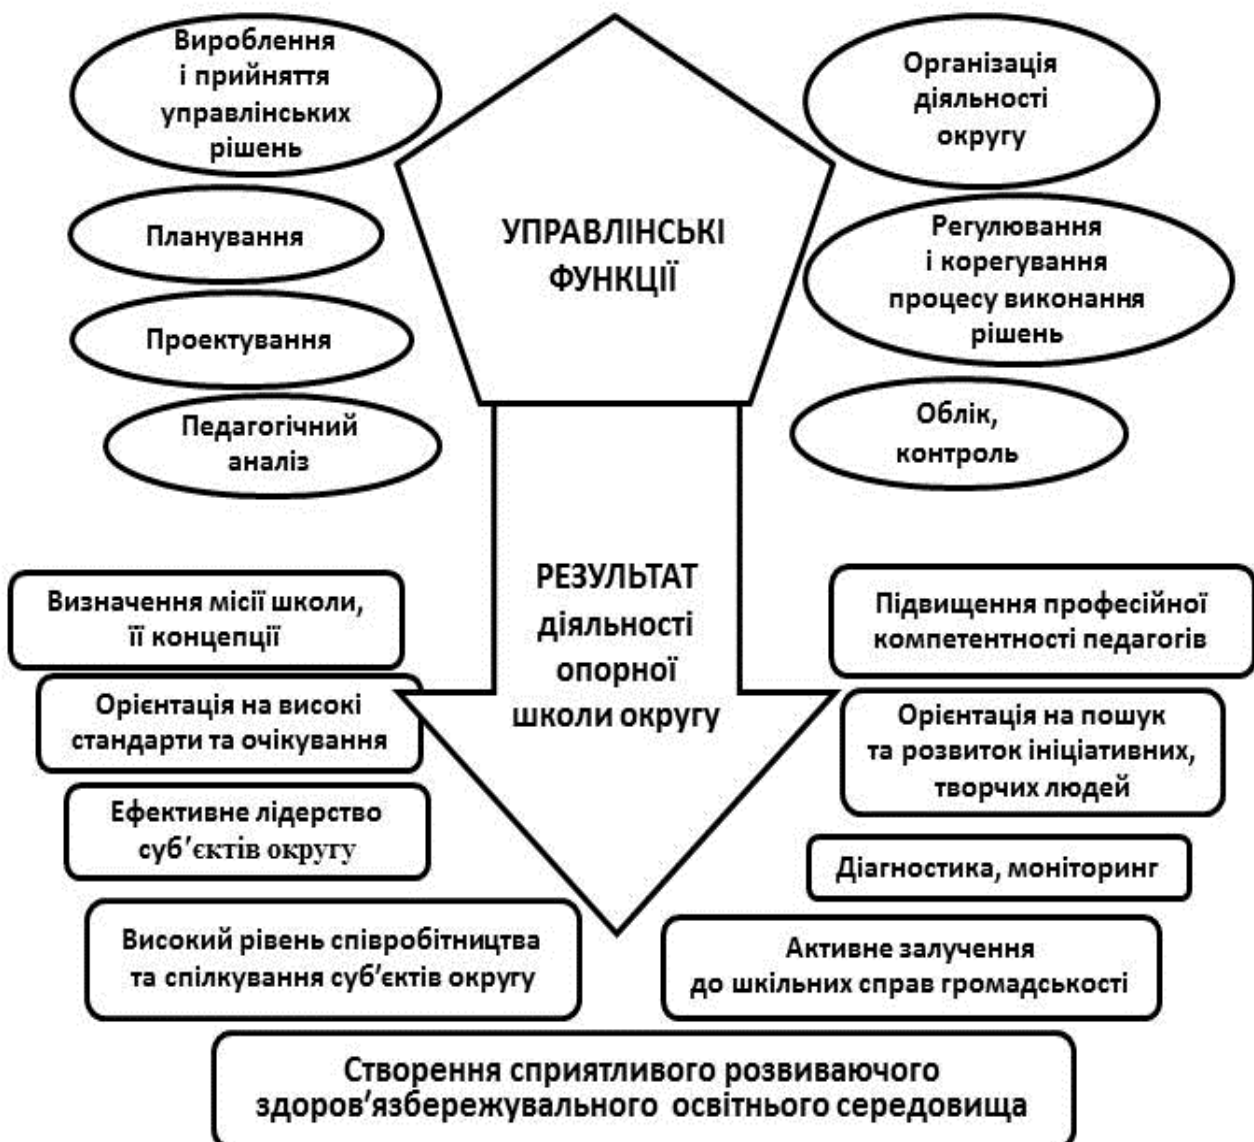 Вироблення
і прийняття
управлінських
рішень
Планування
Проектування
Педагогічний
аналіз
УПРАВЛІНСЬКІ
ФУНКЦІЇ
Організація
діяльності
округу
Регулювання
і корегування
процесу виконання
рішень
Облік,
контроль
РЕЗУЛЬТАТ
діяльності
опорної
школи округу
Визначення місії школи,
її концепції
Орієнтація на високі
стандарти та очікування
Ефективне лідерство
суб’єктів округу
Високий рівень співробітництва
та спілкування суб’єктів округу
Підвищення професійної
компетентності педагогів
Орієнтація на пошук
та розвиток ініціативних,
творчих людей
Діагностика, моніторинг
Активне залучення
до шкільних справ громадськості
Створення сприятливого розвиваючого
здоров’язбережувального освітнього середовища